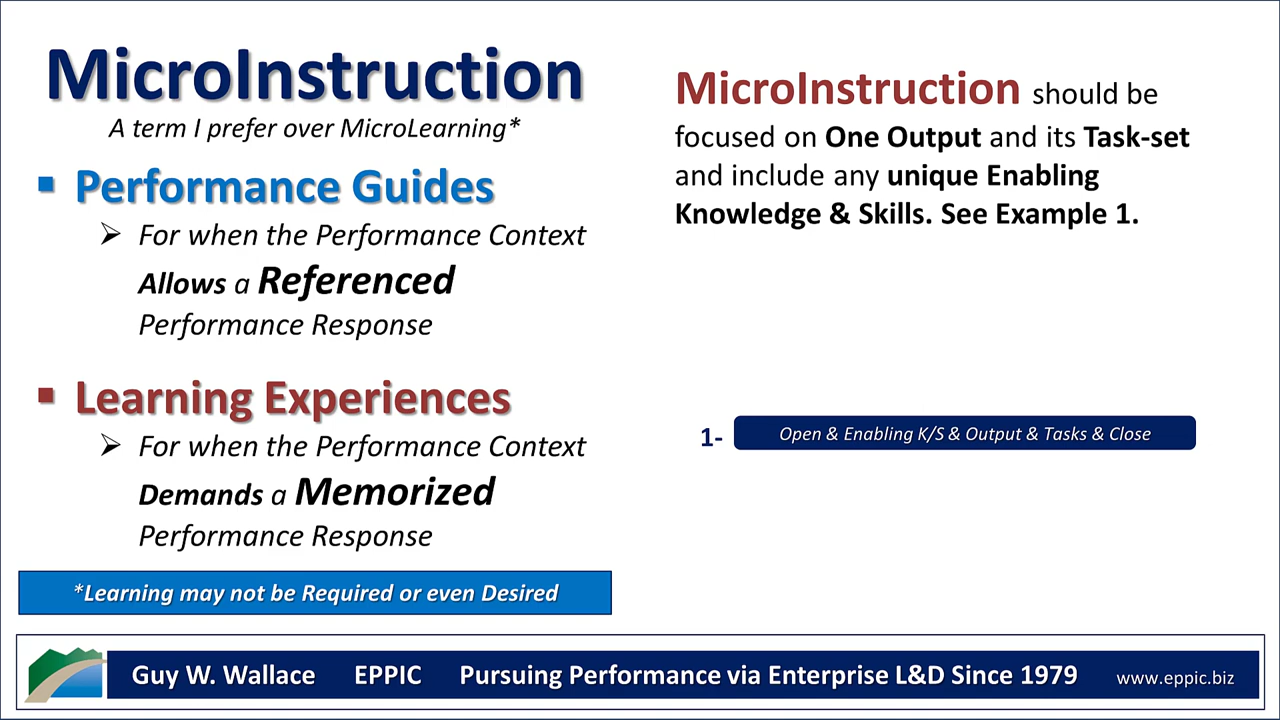 MicroInstruction
A term I prefer over MicroLearning*
▪ Performance Guides
➢ For when the Performance Context
Allows a Referenced
Performance Response
▪ Learning Experiences
➢ For when the Performance Context
Demands a Memorized
Performance Response
*Learning may not be Required or even Desired
MicroInstruction should be
focused on One Output and its Task-set
and include any unique Enabling
Knowledge & Skills. See Example 1.
1- Open & Enabling K/S & Output & Tasks & Close
Guy W. Wallace EPPIC Pursuing Performance via Enterprise L&D Since 1979 www.eppic.biz